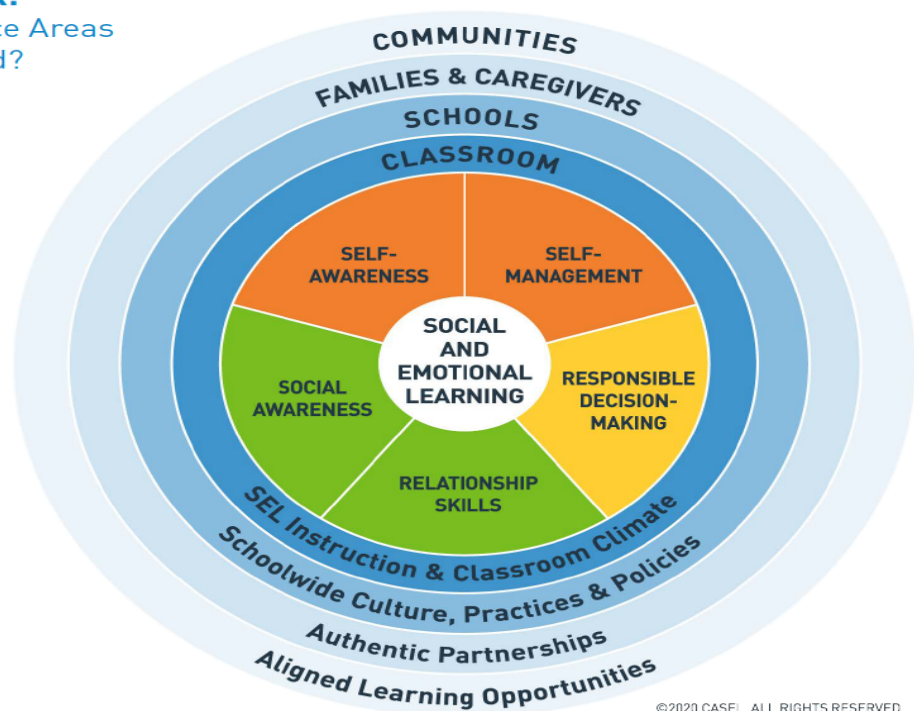 ce Areas
COMMUNITIES
FAMILIES & CAREGIVERS
SCHOOLS
CLASSROOM
SELF-
AWARENESS
SELF-
MANAGEMENT
SOCIAL
AND
EMOTIONAL
LEARNING
SOCIAL
AWARENESS
RESPONSIBLE
DECISION-
MAKING
RELATIONSHIP
SKILLS
SEL Instruction & Classroom Climate
Schoolwide Culture, Practices & Policies
Authentic Partnerships
Aligned Learning Opportunities
©2020 CASEL. ALL RIGHTS RESERVED